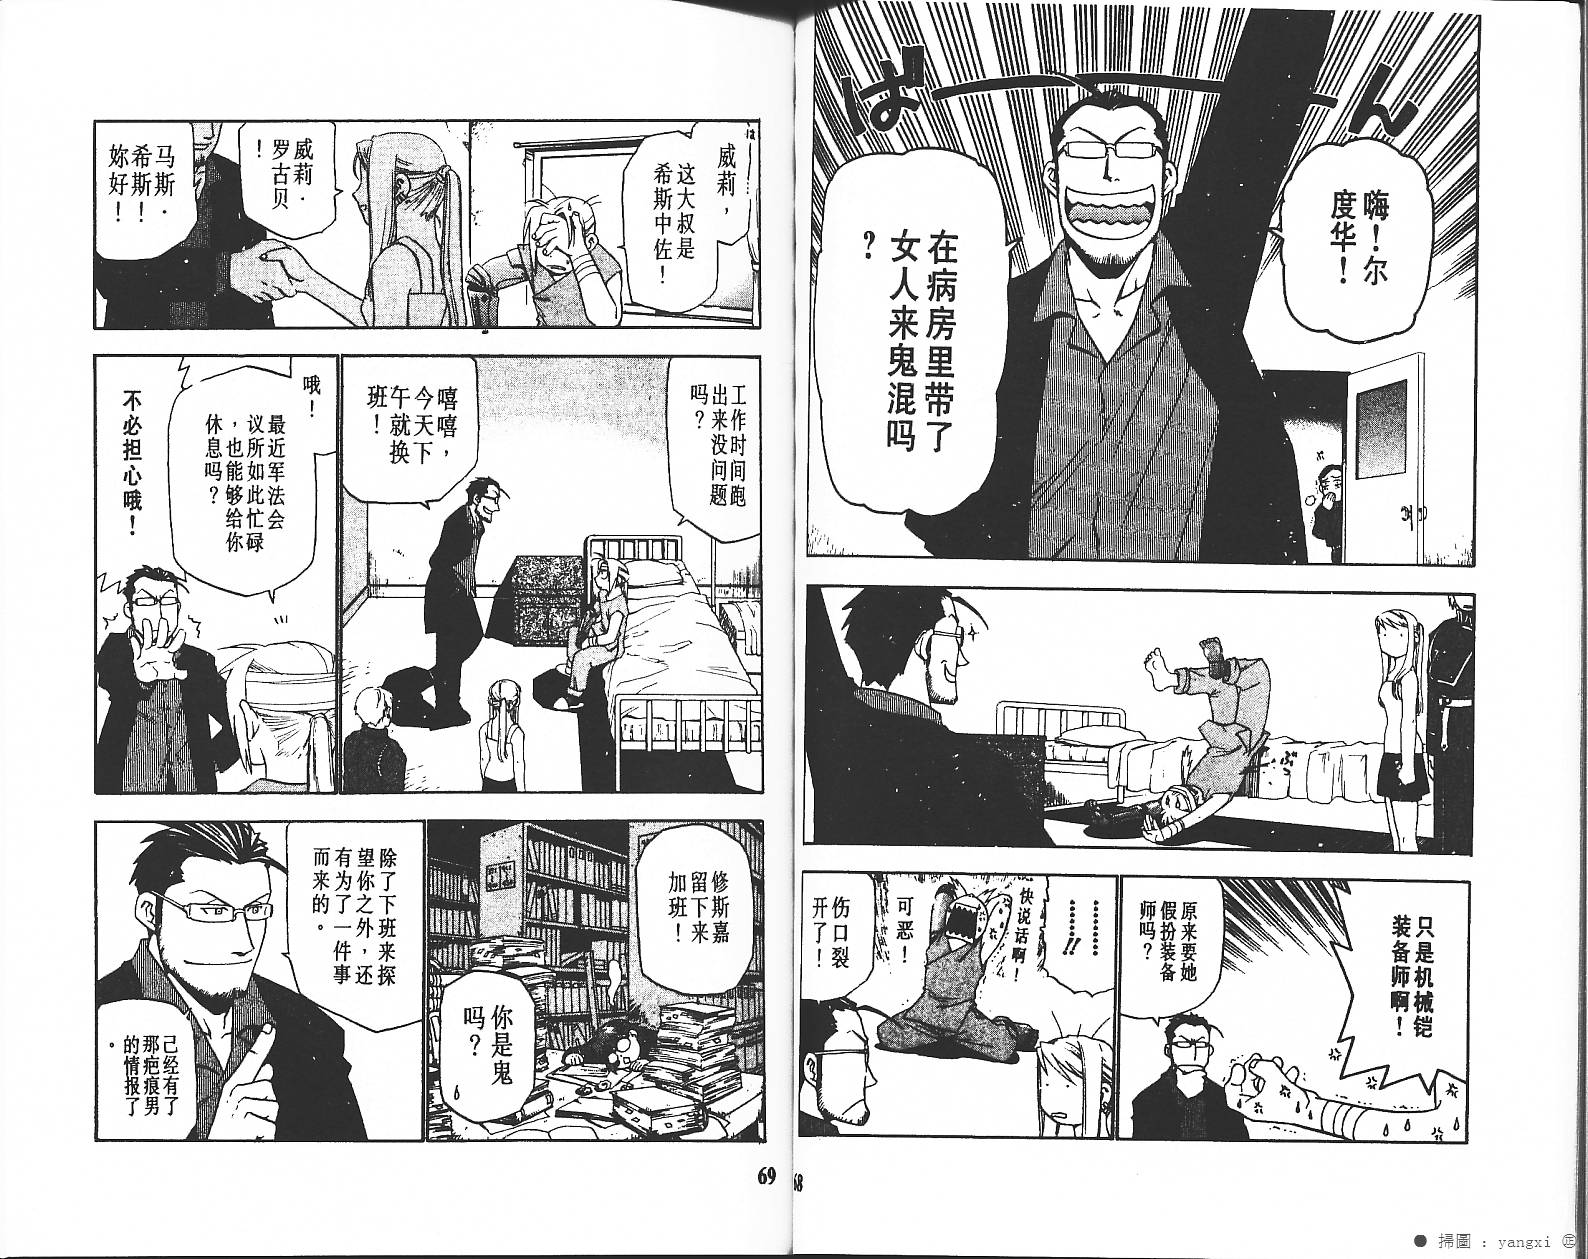 ばーーん
嗨！尔
度华！
在病房里带了
女人来鬼混吗
？
ぶっ
只是机械铠
装备师啊！
原来要她
假扮装备
师吗？
…………!!
快说话啊！
可恶！
伤口裂
开了！
68
威莉，
这大叔是
希斯中佐！
威莉·
罗古贝
！
马斯·
希斯！
妳好！
工作时间跑
出来没问题
吗？
嘻嘻
今天下
午就换
班！
哦！
最近军法会
议所如此忙碌
，也能够给你
休息吗？
不必担心哦！
修斯嘉
留下来
加班！
你是鬼
吗？
除了下班来探
望你之外，还
有为了一件事
而来的。
己经有了
那疤痕男
的情报了
。
69
● 掃圖 : yangxi ㊣